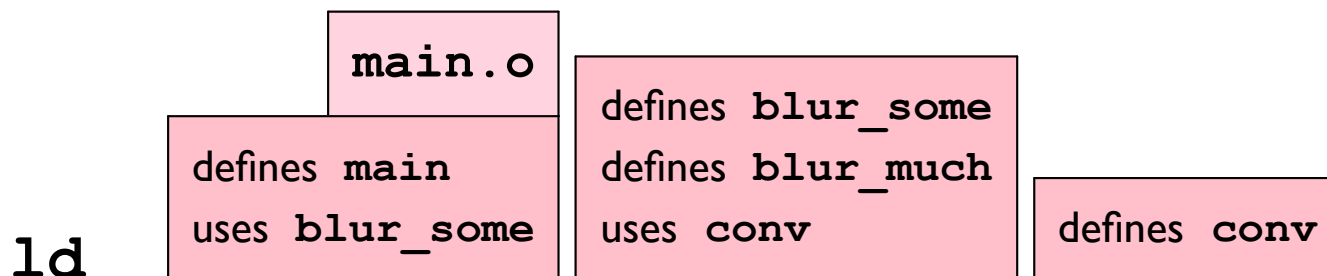 main.o
defines main
uses blur_some
defines blur_some
defines blur_much
uses conv
defines conv
ld